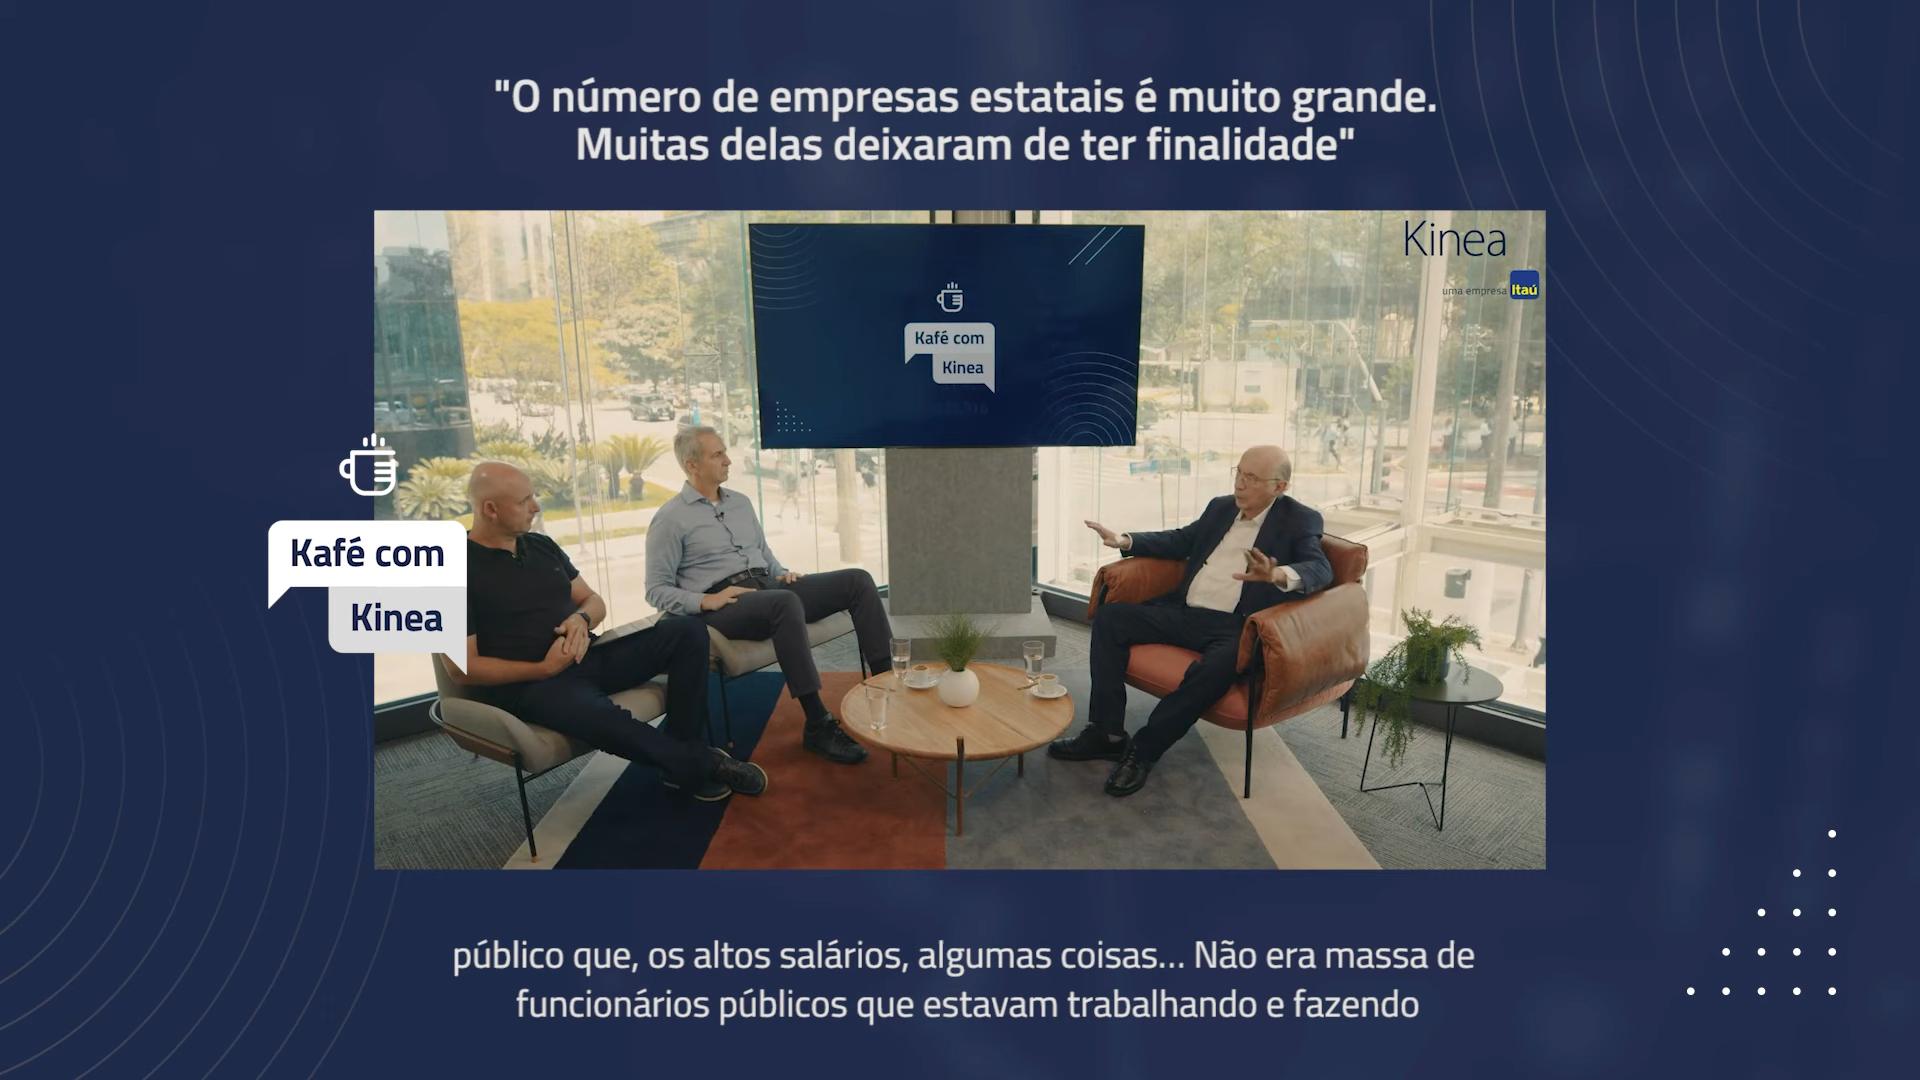 "O número de empresas estatais é muito grande.
Muitas delas deixaram de ter finalidade"
Kinea
uma empresa Itaú
Kafé com
Kinea
Kafé com
Kinea
público que, os altos salários, algumas coisas... Não era massa de
funcionários públicos que estavam trabalhando e fazendo